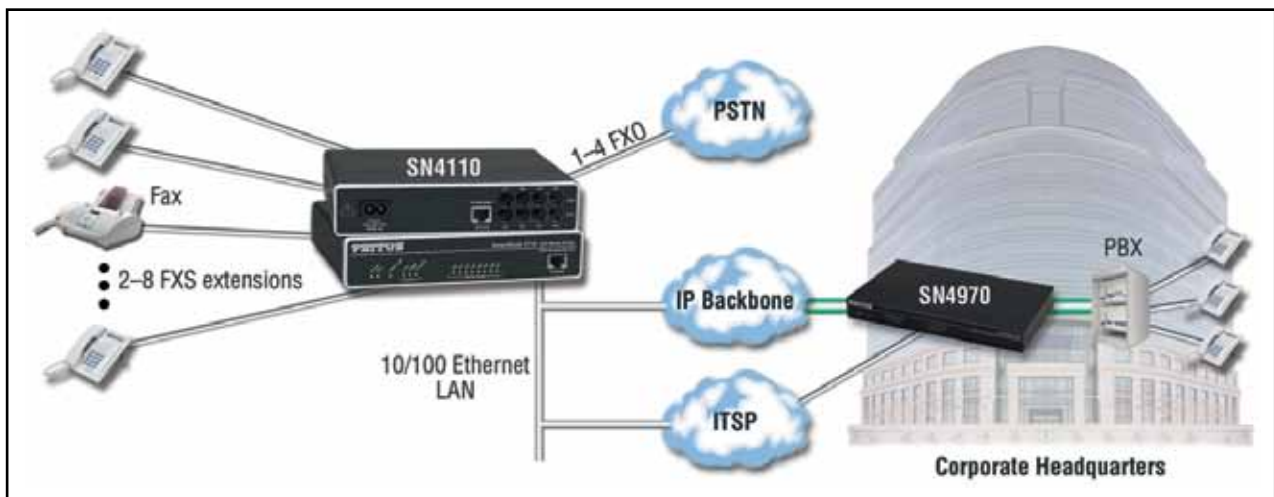 SN4110
PSTN
1–4 FXO
Fax
2–8 FXS extensions
PATTON
10/100 Ethernet
LAN
IP Backbone
ITSP
SN4970
PBX
Corporate Headquarters